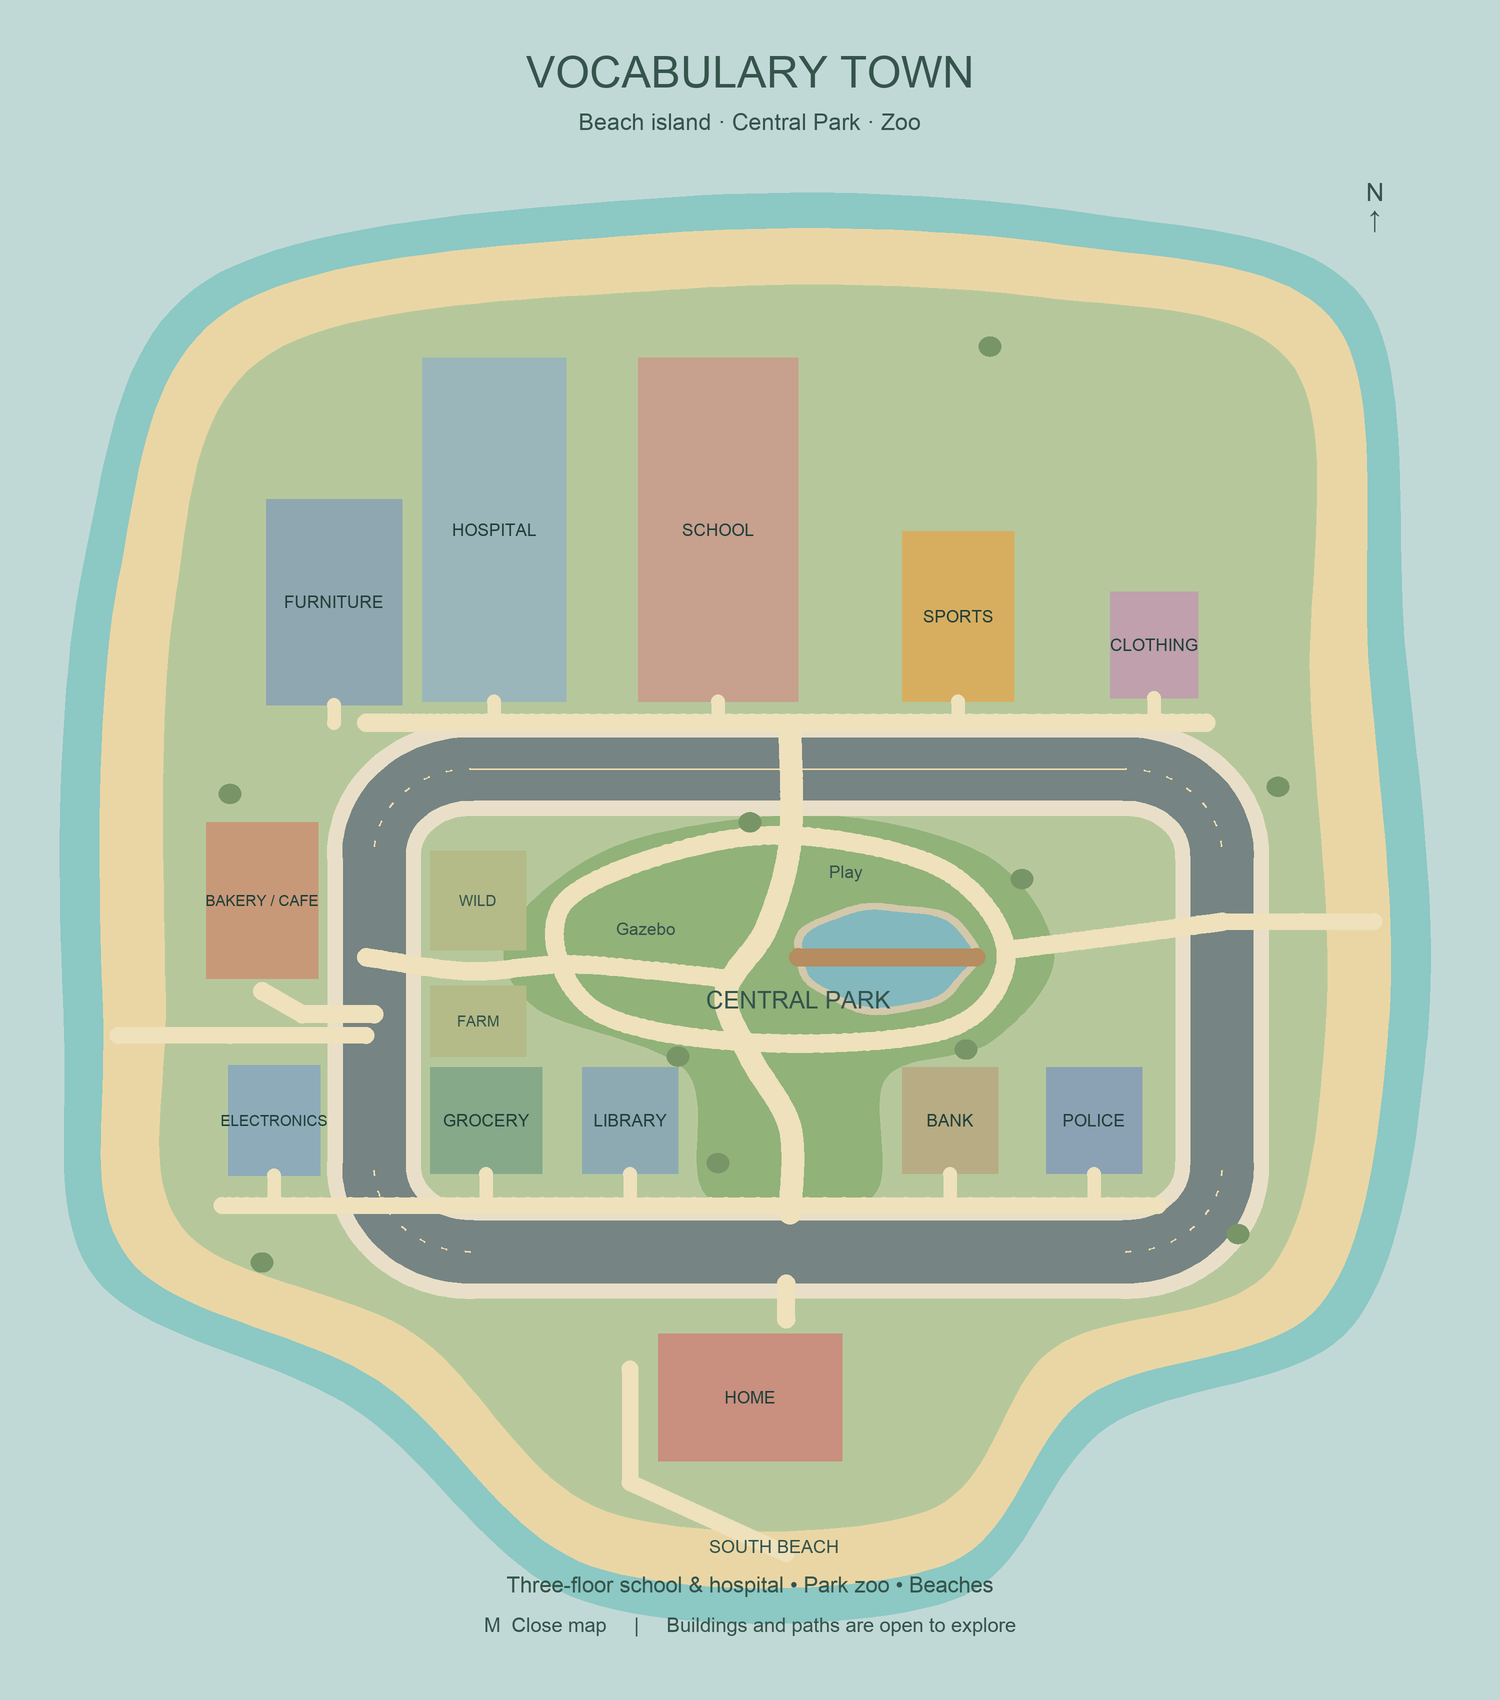 VOCABULARY TOWN
Beach island · Central Park · Zoo
N
↑
HOSPITAL
SCHOOL
FURNITURE
SPORTS
CLOTHING
Play
BAKERY / CAFE
WILD
Gazebo
CENTRAL PARK
FARM
ELECTRONICS
GROCERY
LIBRARY
BANK
POLICE
HOME
SOUTH BEACH
Three-floor school & hospital • Park zoo • Beaches
M Close map | Buildings and paths are open to explore